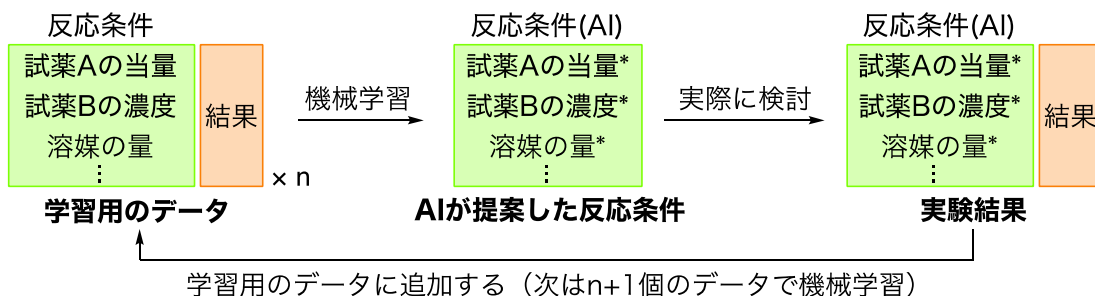 反応条件
試薬Aの当量
試薬Bの濃度
溶媒の量
⋮
結果
× n
学習用のデータ
機械学習
反応条件(AI)
試薬Aの当量*
試薬Bの濃度*
溶媒の量*
⋮
AIが提案した反応条件
実際に検討
反応条件(AI)
試薬Aの当量*
試薬Bの濃度*
溶媒の量*
⋮
結果
実験結果
学習用のデータに追加する（次はn+1個のデータで機械学習）